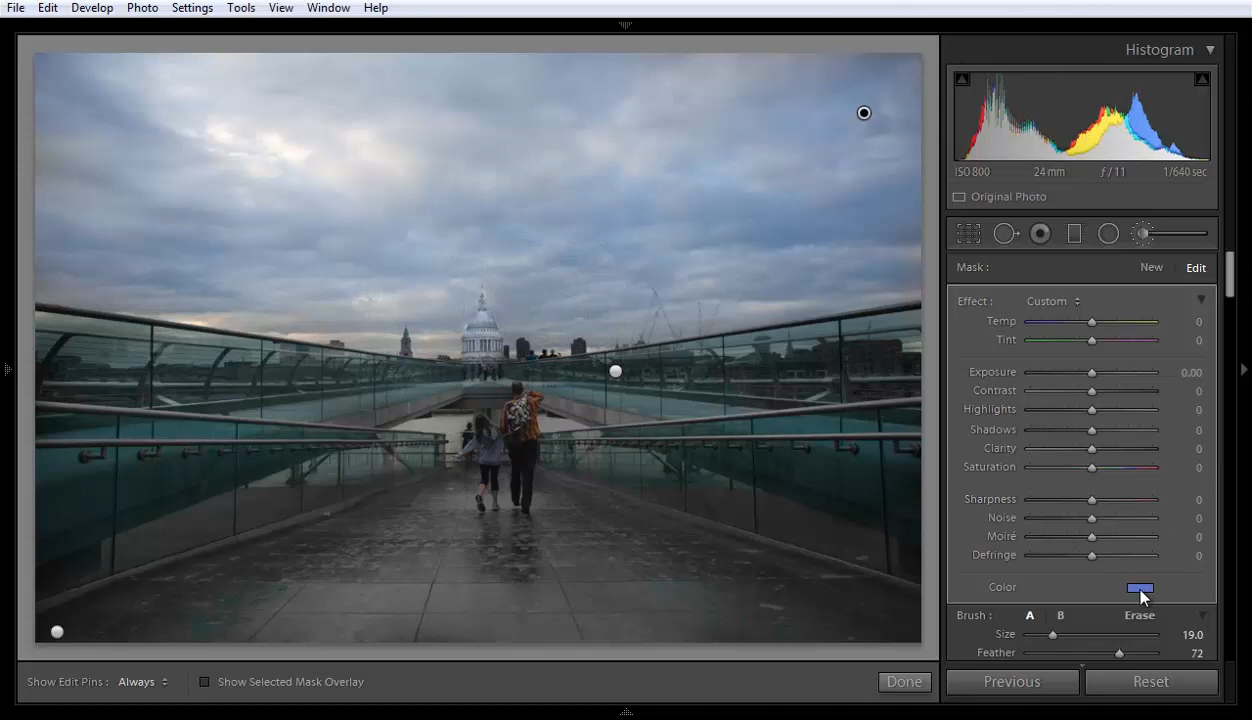 File Edit Develop Photo Settings Tools View Window Help
Histogram
ISO 800 24 mm ƒ / 11 1/640 sec
Original Photo
Mask : New Edit
Effect : Custom
Temp 0
Tint 0
Exposure 0.00
Contrast 0
Highlights 0
Shadows 0
Clarity 0
Saturation 0
Sharpness 0
Noise 0
Moiré 0
Defringe 0
Color
Brush : A B Erase
Size 19.0
Feather 72
Show Edit Pins : Always Show Selected Mask Overlay Done Previous Reset